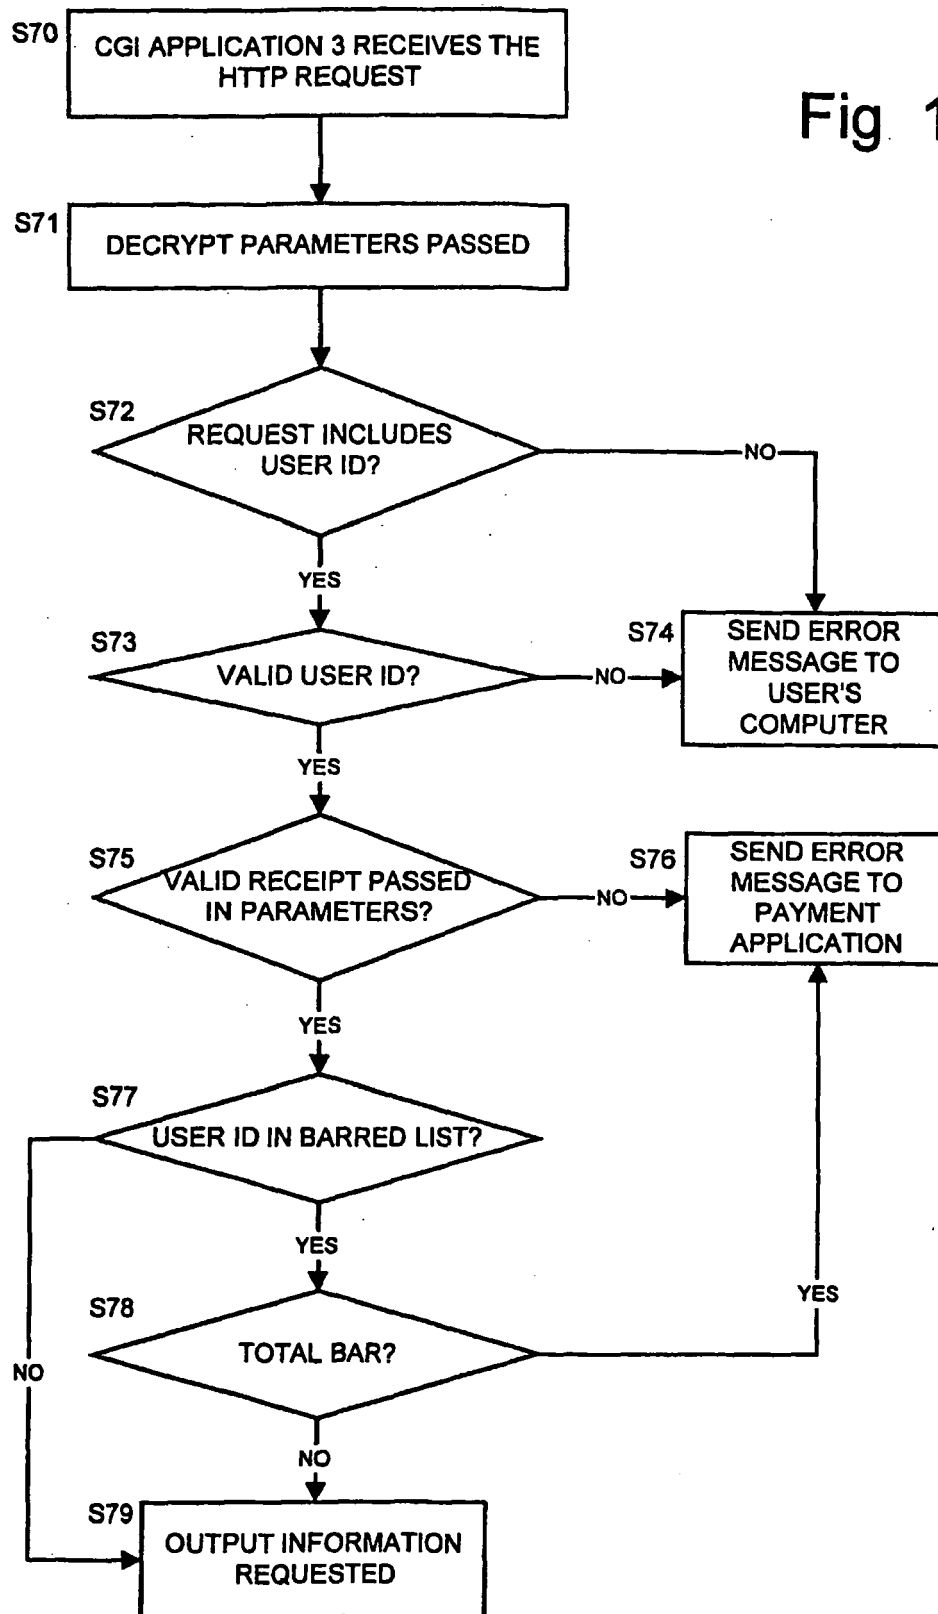 S70
CGI APPLICATION 3 RECEIVES THE
HTTP REQUEST
Fig 1
S71
DECRYPT PARAMETERS PASSED
S72
REQUEST INCLUDES
USER ID?
NO
YES
S73
VALID USER ID?
NO
S74
SEND ERROR
MESSAGE TO
USER'S
COMPUTER
YES
S75
VALID RECEIPT PASSED
IN PARAMETERS?
NO
S76
SEND ERROR
MESSAGE TO
PAYMENT
APPLICATION
YES
S77
USER ID IN BARRED LIST?
YES
S78
TOTAL BAR?
YES
NO
NO
S79
OUTPUT INFORMATION
REQUESTED